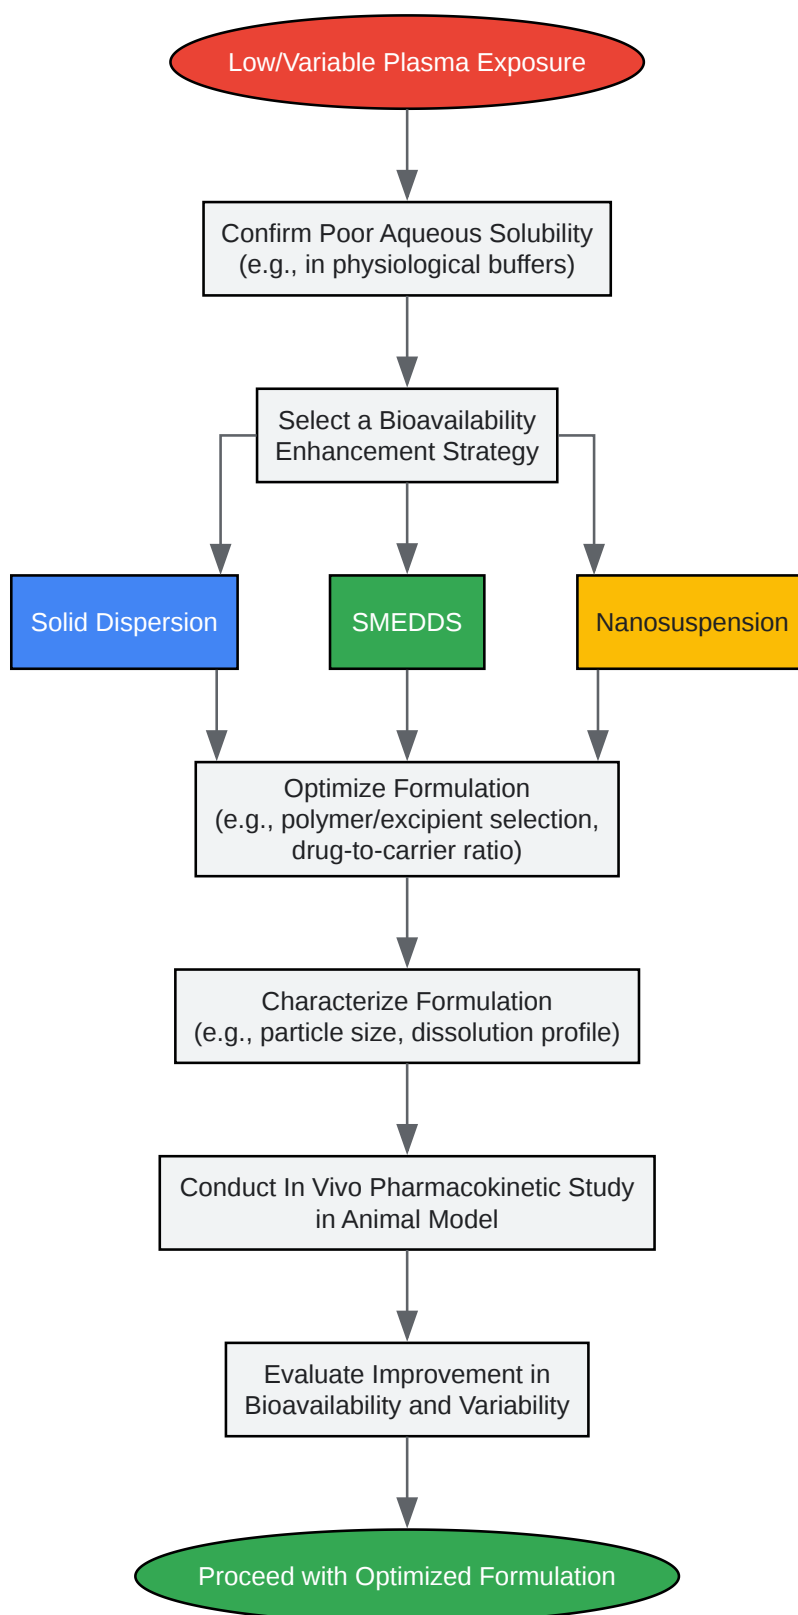 Low/Variable Plasma Exposure
Confirm Poor Aqueous Solubility
(e.g., in physiological buffers)
Select a Bioavailability
Enhancement Strategy
Solid Dispersion
SMEDDS
Nanosuspension
Optimize Formulation
(e.g., polymer/excipient selection,
drug-to-carrier ratio)
Characterize Formulation
(e.g., particle size, dissolution profile)
Conduct In Vivo Pharmacokinetic Study
in Animal Model
Evaluate Improvement in
Bioavailability and Variability
Proceed with Optimized Formulation